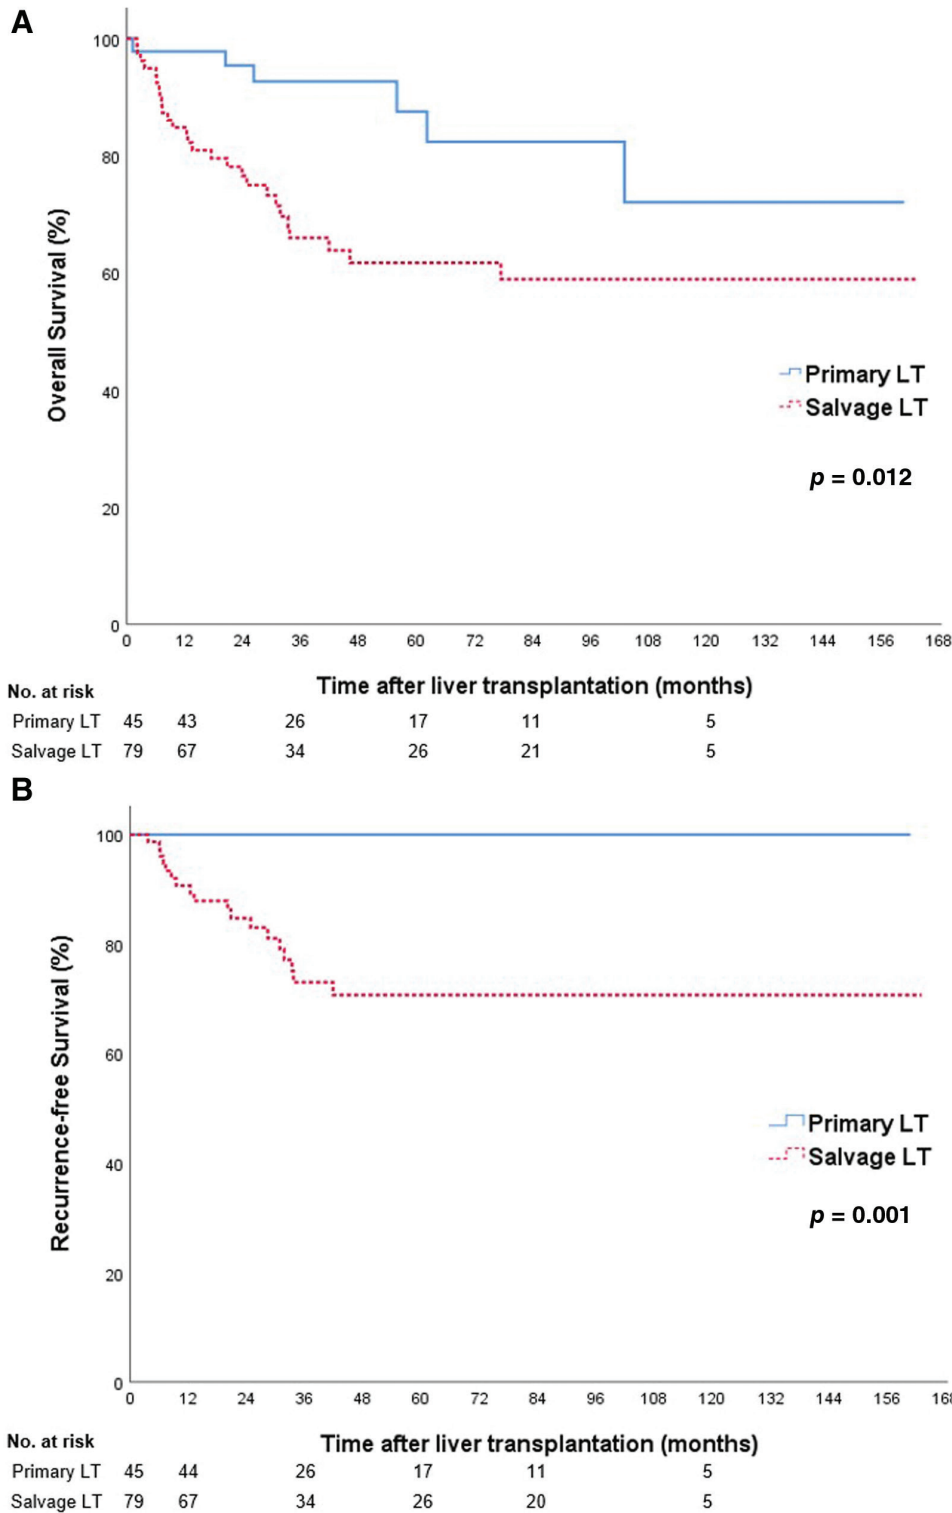 A
100
80
60
40
20
0
Overall Survival (%)
Primary LT
Salvage LT
p = 0.012
0 12 24 36 48 60 72 84 96 108 120 132 144 156 168
Time after liver transplantation (months)
No. at risk
Primary LT 45 43 26 17 11 5
Salvage LT 79 67 34 26 21 5
B
100
80
60
40
20
0
Recurrence-free Survival (%)
Primary LT
Salvage LT
p = 0.001
0 12 24 36 48 60 72 84 96 108 120 132 144 156 168
Time after liver transplantation (months)
No. at risk
Primary LT 45 44 26 17 11 5
Salvage LT 79 67 34 26 20 5